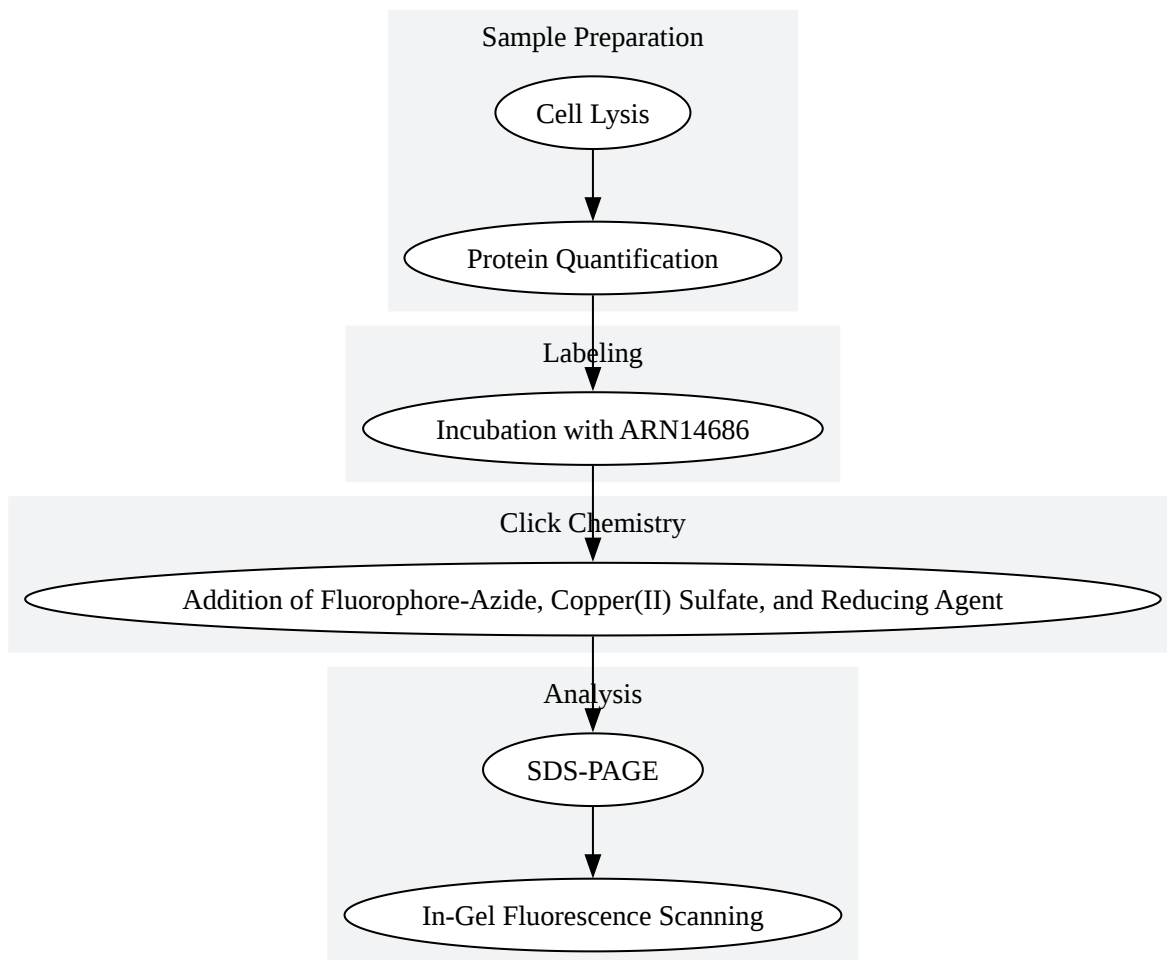 Sample Preparation
Cell Lysis
Protein Quantification
Labeling
Incubation with ARN14686
Click Chemistry
Addition of Fluorophore-Azide, Copper(II) Sulfate, and Reducing Agent
Analysis
SDS-PAGE
In-Gel Fluorescence Scanning